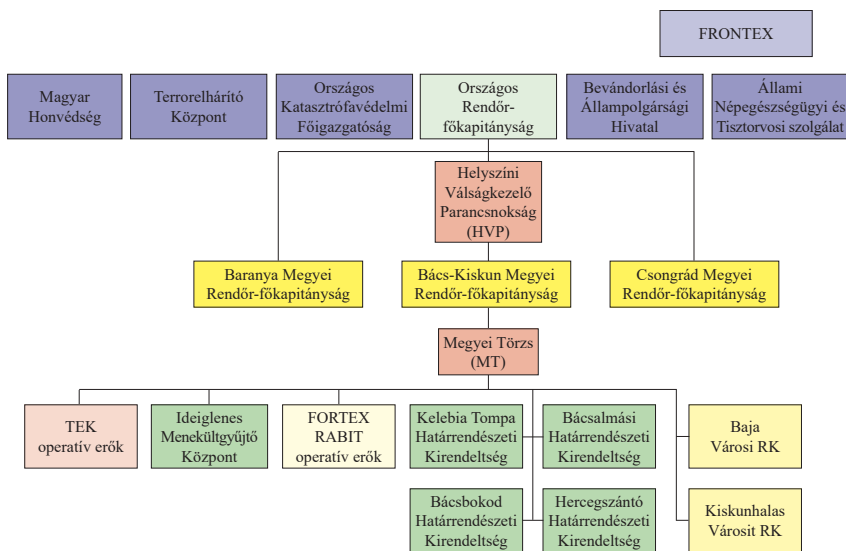 FRONTEX
Magyar
Honvédség
Terrorelhárító
Központ
Országos
Katasztrófavédelmi
Főigazgatóság
Országos
Rendőr-
főkapitányság
Bevándorlási és
Állampolgársági
Hivatal
Állami
Népegészségügyi és
Tisztorvosi szolgálat
Helyszíni
Válságkezelő
Parancsnokság
(HVP)
Baranya Megyei
Rendőr-főkapitányság
Bács-Kiskun Megyei
Rendőr-főkapitányság
Csongrád Megyei
Rendőr-főkapitányság
Megyei Törzs
(MT)
TEK
operatív erők
Ideiglenes
Menekültgyűjtő
Központ
FORTEX
RABIT
operatív erők
Kelebia Tompa
Határrendészeti
Kirendeltség
Bácsalmási
Határrendészeti
Kirendeltség
Baja
Városi RK
Bácsbokod
Határrendészeti
Kirendeltség
Hercegszántó
Határrendészeti
Kirendeltség
Kiskunhalas
Városit RK